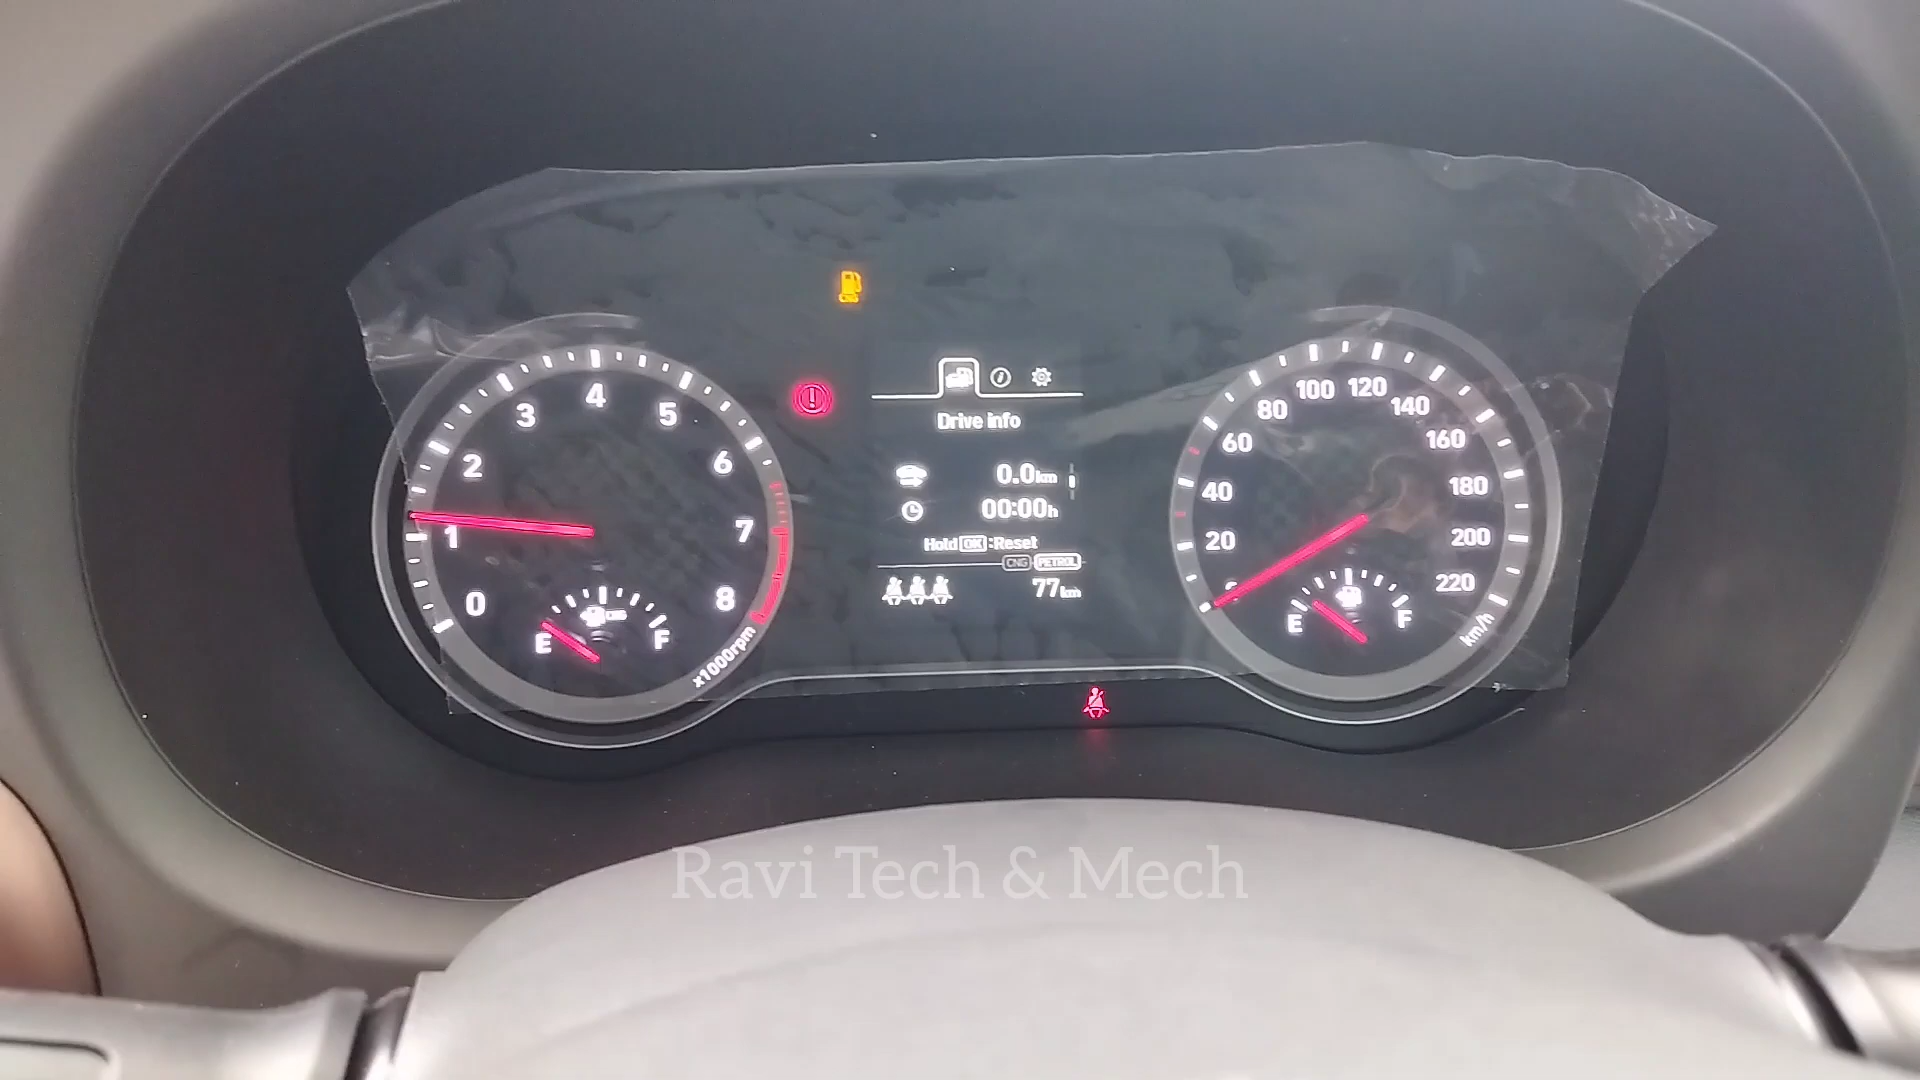 0
1
2
3
4
5
6
7
8
x1000rpm
E
CNG
F
Drive info
0.0km
00:00h
Hold OK :Reset
CNG PETROL
77km
20
40
60
80
100
120
140
160
180
200
220
km/h
E
F
Ravi Tech & Mech